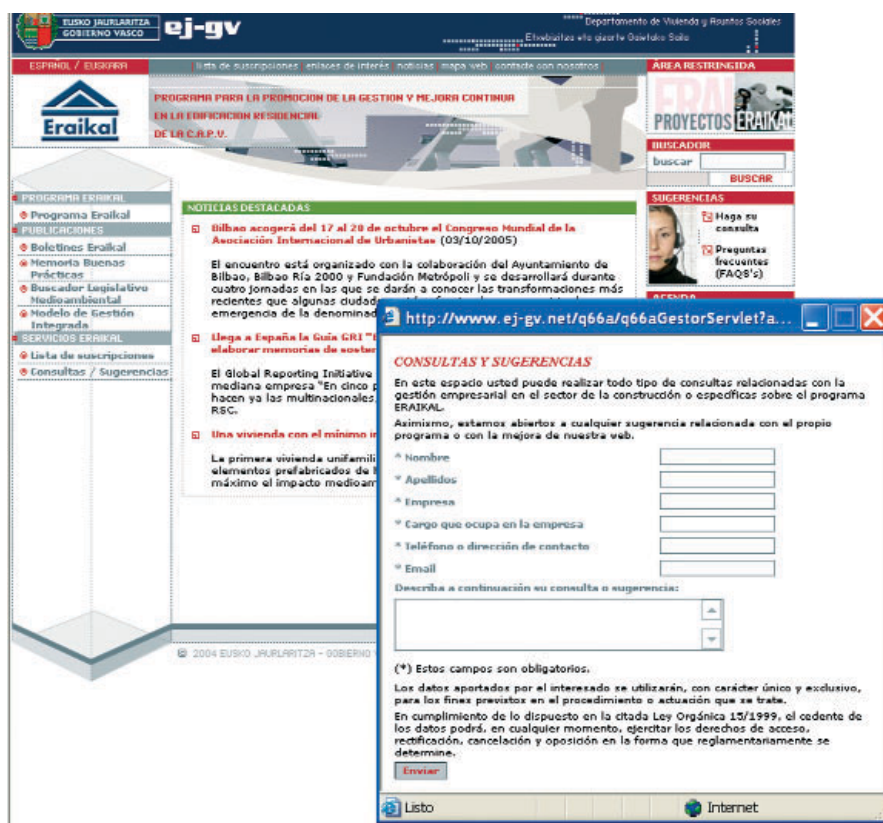 EUSKO JAURLARITZA
GOBIERNO VASCO
ej-gv
Departamento de Vivienda y Asuntos Sociales
Etxebizitza eta gizarte Gaietako Saila
ESPAÑOL / EUSKARA
lista de suscripciones | enlaces de interés | noticias | mapa web | contacte con nosotros |
ÁREA RESTRINGIDA
Eraikal
PROGRAMA PARA LA PROMOCION DE LA GESTION Y MEJORA CONTINUA
EN LA EDIFICACION RESIDENCIAL
DE LA C.A.P.V.
ERAI
PROYECTOS ERAIKAL
BUSCADOR
buscar
BUSCAR
PROGRAMA ERAIKAL
Programa Eraikal
PUBLICACIONES
Boletines Eraikal
Memoria Buenas
Prácticas
Buscador Legislativo
Medioambiental
Modelo de Gestión
Integrada
SERVICIOS ERAIKAL
Lista de suscripciones
Consultas / Sugerencias
NOTICIAS DESTACADAS
Bilbao acogerá del 17 al 20 de octubre el Congreso Mundial de la
Asociación Internacional de Urbanistas (03/10/2005)
El encuentro está organizado con la colaboración del Ayuntamiento de
Bilbao, Bilbao Ría 2000 y Fundación Metrópoli y se desarrollará durante
cuatro jornadas en las que se darán a conocer las transformaciones más
recientes que algunas
emergencia de la
Llega a España la Guía GRI
elaborar memorias de
El Global Reporting Initiative
mediana empresa "En cinco
hacen ya las multinacionales
RSC.
Una vivienda con el mínimo
La primera vivienda
elementos prefabricados de
máximo el impacto
SUGERENCIAS
Haga su
consulta
Preguntas
frecuentes
(FAQS's)
AGENDA
© 2004 EUSKO JAURLARITZA - GOBIERNO
http://www.ej-gv.net/q66a/q66aGestorServlet?a...
CONSULTAS Y SUGERENCIAS
En este espacio usted puede realizar todo tipo de consultas relacionadas con la
gestión empresarial en el sector de la construcción o específicas sobre el programa
ERAIKAL.
Asimismo, estamos abiertos a cualquier sugerencia relacionada con el propio
programa o con la mejora de nuestra web.
* Nombre
* Apellidos
* Empresa
* Cargo que ocupa en la empresa
* Teléfono o dirección de contacto
* Email
Describa a continuación su consulta o sugerencia:
(*) Estos campos son obligatorios.
Los datos aportados por el interesado se utilizarán, con carácter único y exclusivo,
para los fines previstos en el procedimiento o actuación que se trate.
En cumplimiento de lo dispuesto en la citada Ley Orgánica 15/1999, el cedente de
los datos podrá, en cualquier momento, ejercitar los derechos de acceso,
rectificación, cancelación y oposición en la forma que reglamentariamente se
determine.
Enviar
Listo
Internet